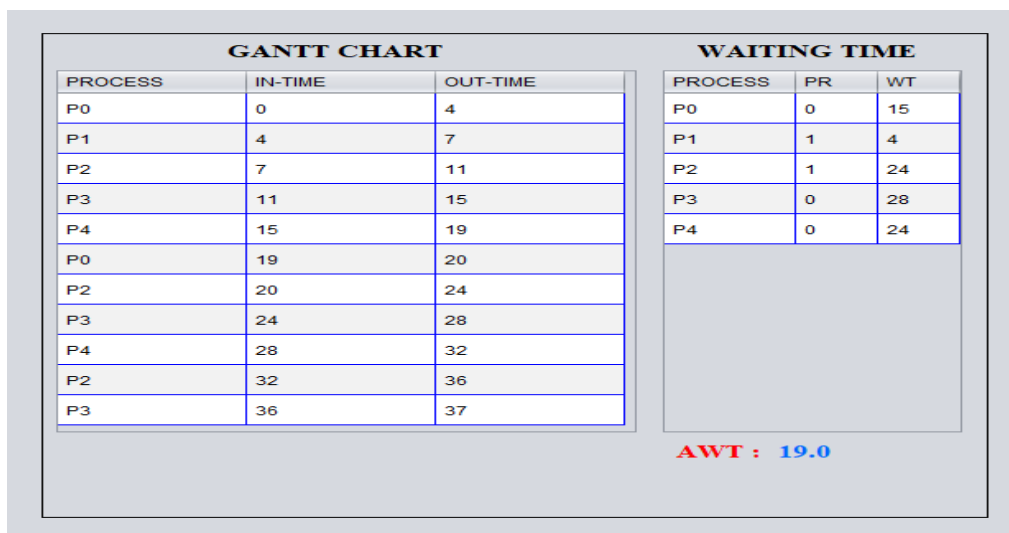 GANTT CHART
PROCESS IN-TIME OUT-TIME
P0 0 4
P1 4 7
P2 7 11
P3 11 15
P4 15 19
P0 19 20
P2 20 24
P3 24 28
P4 28 32
P2 32 36
P3 36 37
WAITING TIME
PROCESS PR WT
P0 0 15
P1 1 4
P2 1 24
P3 0 28
P4 0 24
AWT : 19.0